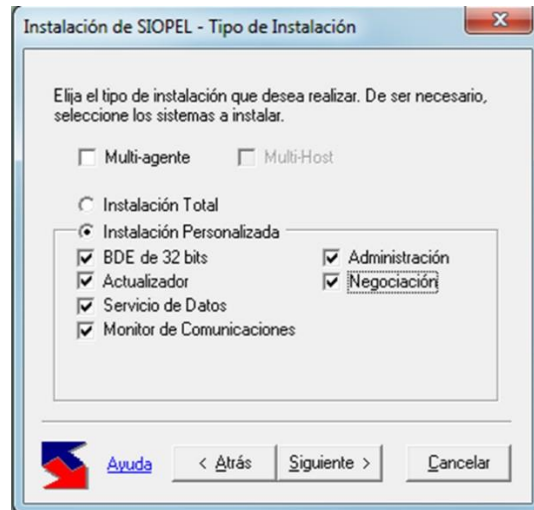 Instalación de SIOPEL - Tipo de Instalación
Elija el tipo de instalación que desea realizar. De ser necesario,
seleccione los sistemas a instalar.
Multi-agente Multi-Host
Instalación Total
Instalación Personalizada
BDE de 32 bits Administración
Actualizador Negociación
Servicio de Datos
Monitor de Comunicaciones
Ayuda < Atrás Siguiente > Cancelar